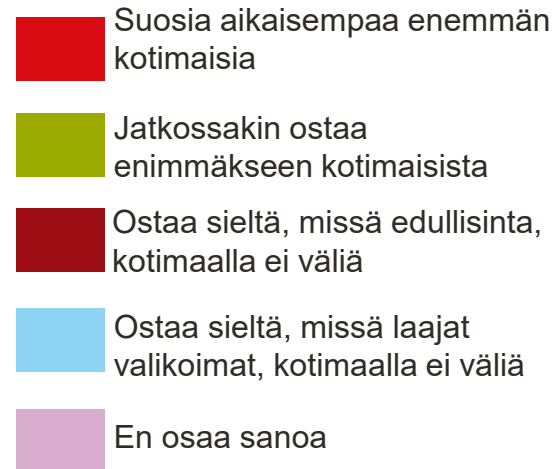 Suosia aikaisempaa enemmän
kotimaisia
Jatkossakin ostaa
enimmäkseen kotimaisista
Ostaa sieltä, missä edullisinta,
kotimaalla ei väliä
Ostaa sieltä, missä laajat
valikoimat, kotimaalla ei väliä
En osaa sanoa